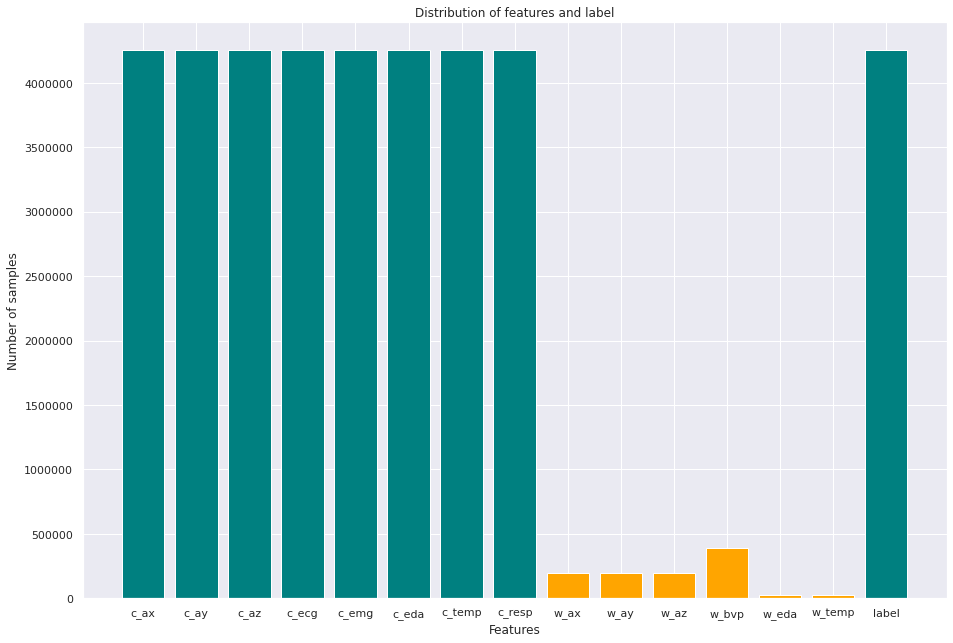 Distribution of features and label
Number of samples
4000000
3500000
3000000
2500000
2000000
1500000
1000000
500000
0
c_ax c_ay c_az c_ecg c_emg c_eda c_temp c_resp w_ax w_ay w_az w_bvp w_eda w_temp label
Features